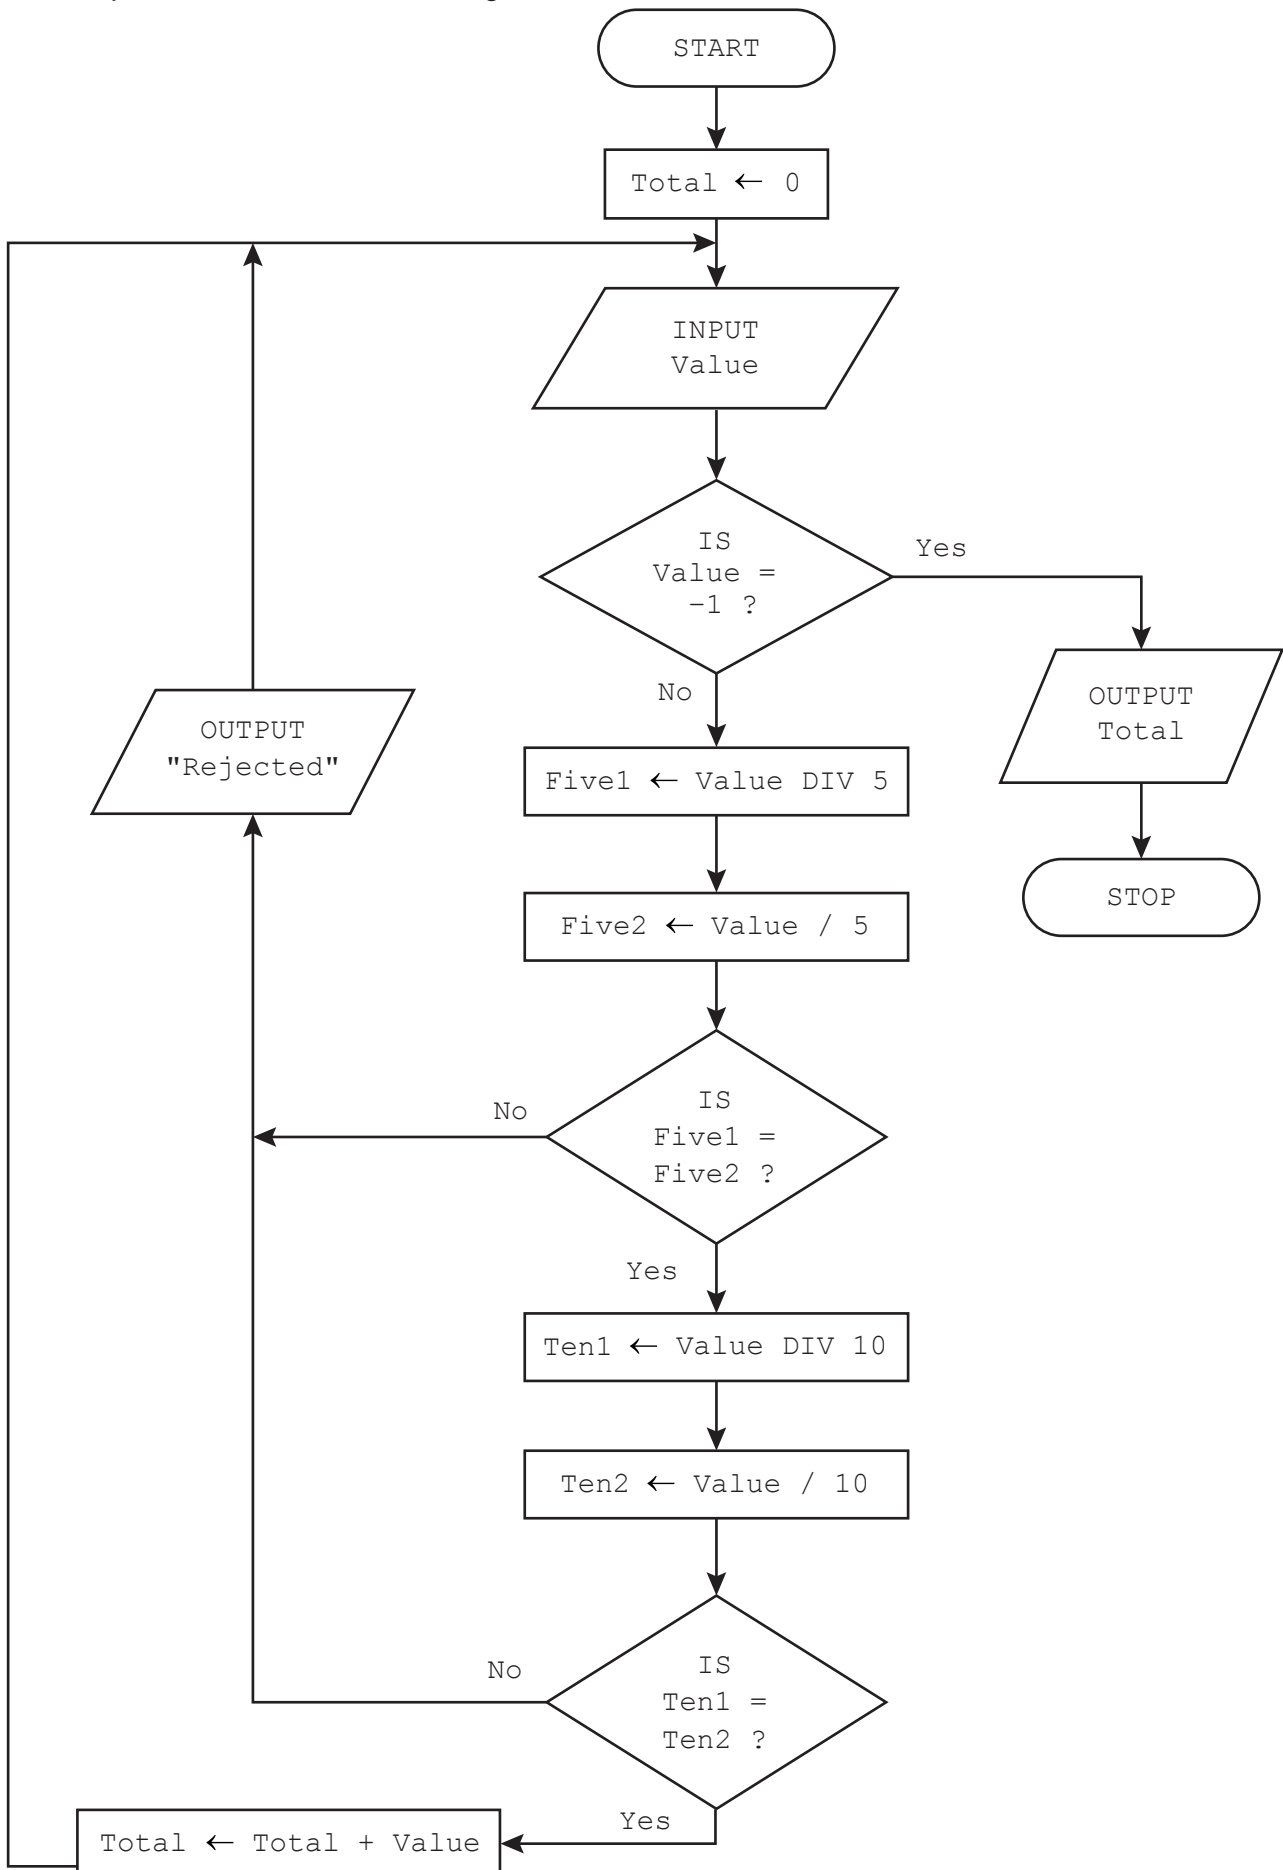 START
Total ← 0
INPUT
Value
IS
Value =
–1 ?
Yes
No
OUTPUT
Total
OUTPUT
"Rejected"
Five1 ← Value DIV 5
STOP
Five2 ← Value / 5
IS
Five1 =
Five2 ?
No
Yes
Ten1 ← Value DIV 10
Ten2 ← Value / 10
IS
Ten1 =
Ten2 ?
No
Yes
Total ← Total + Value